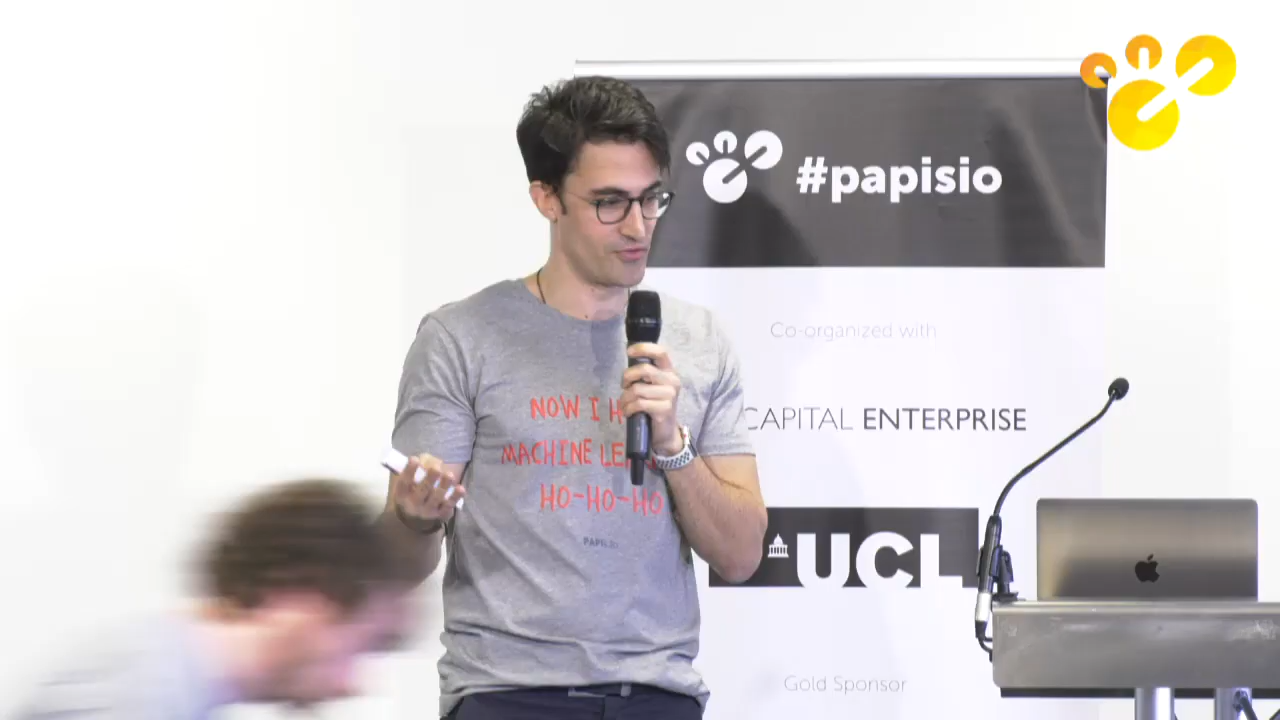 #papisio
Co-organized with
CAPITAL ENTERPRISE
UCL
Gold Sponsor
NOW I H
MACHINE LE
HO-HO-HO